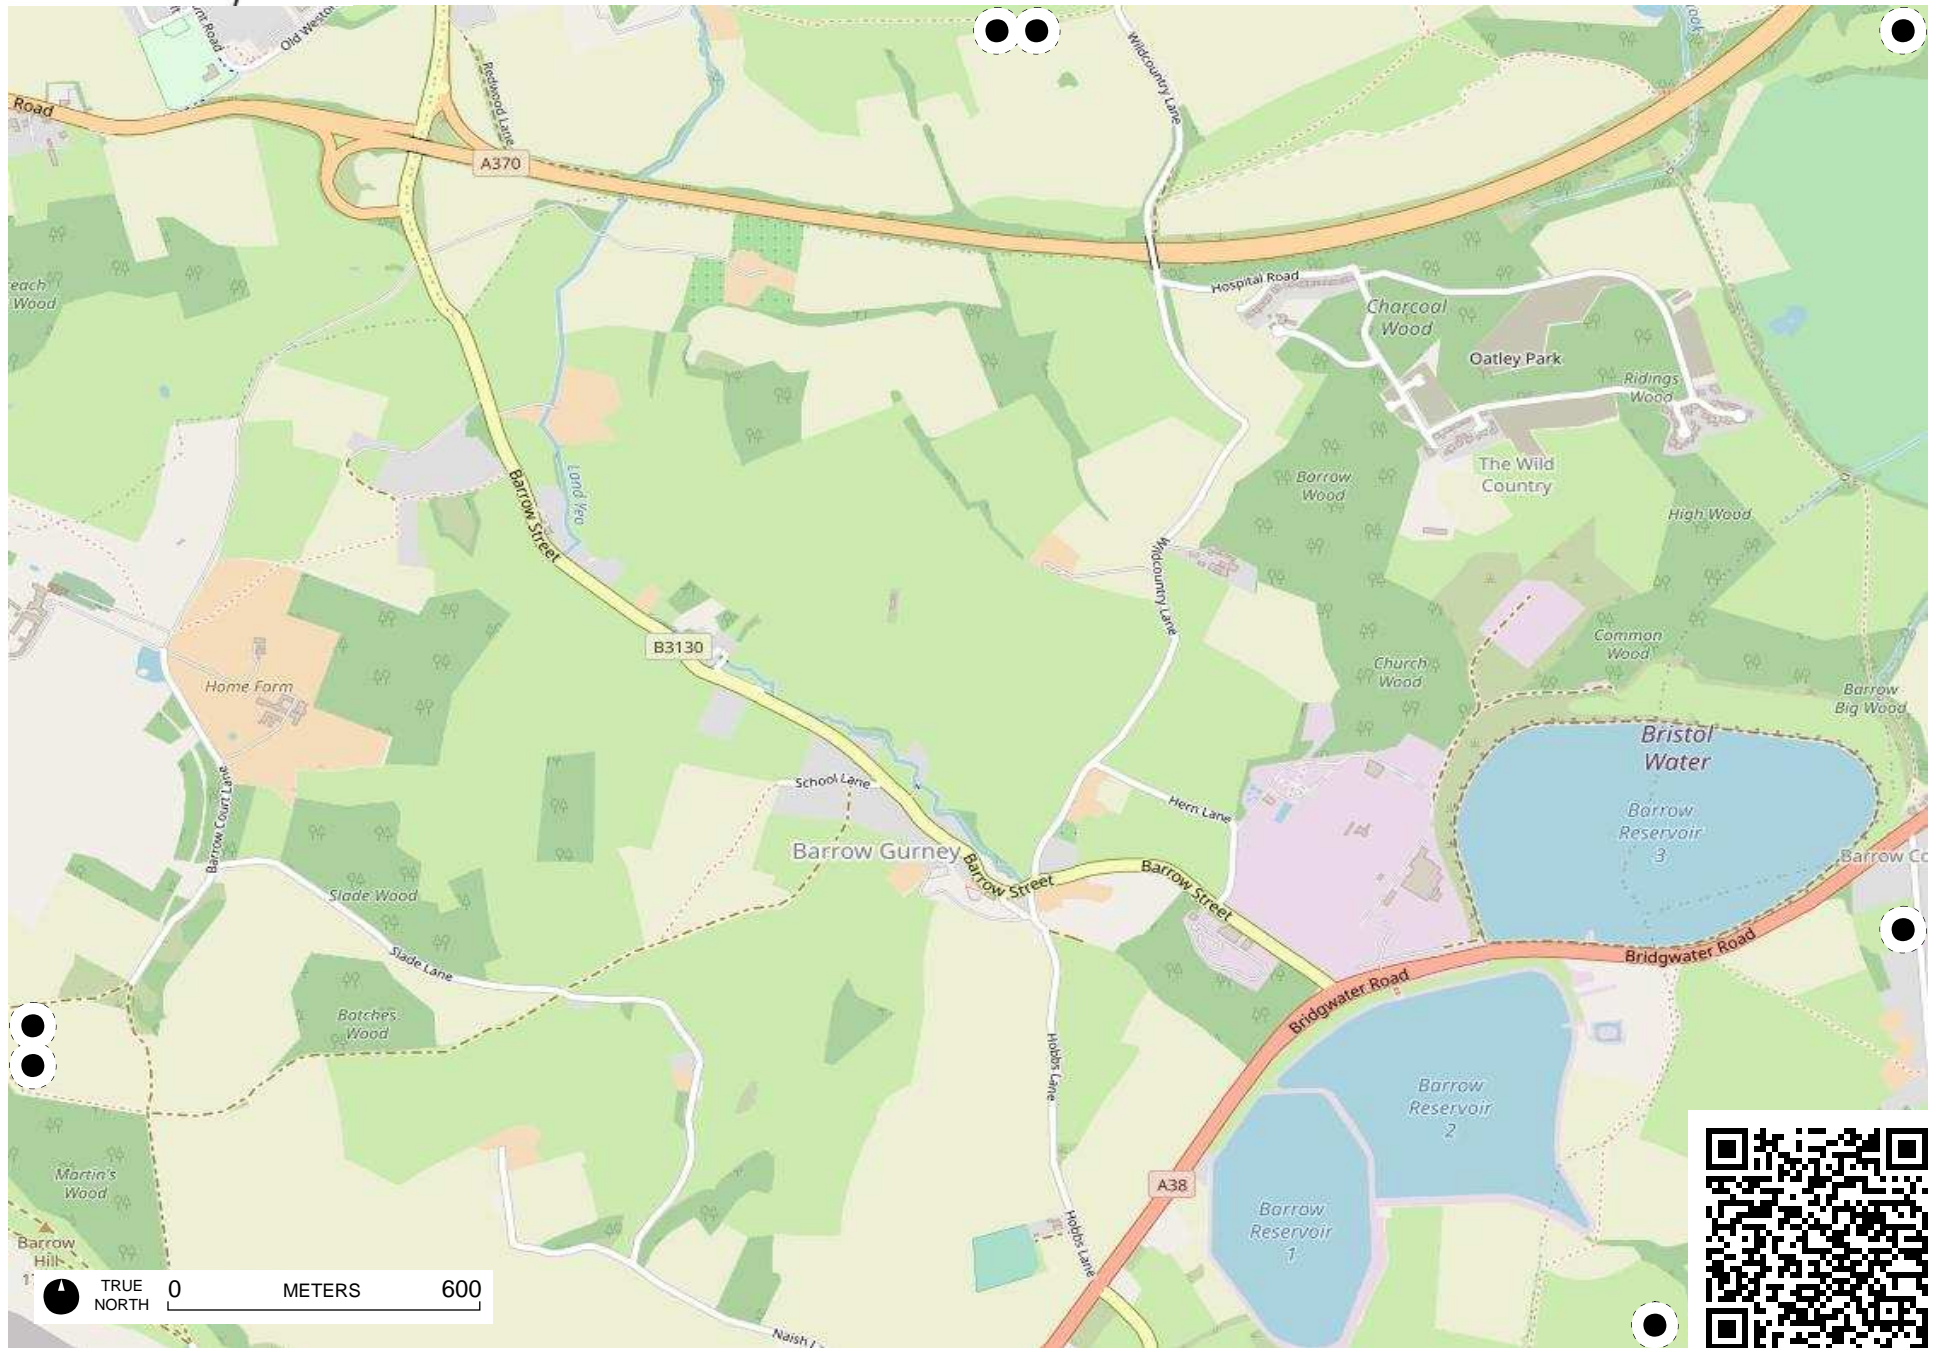 Old Westo
Road
Redwood Lane
Wildcountry Lane
A370
Hospital Road
Charcoal
Wood
Oatley Park
Ridings
Wood
Wood
Barrow
Wood
The Wild
Country
High Wood
Barrow Street
Land Yeo
Wildcountry Lane
B3130
Common
Wood
Church
Wood
Home Farm
Barrow
Big Wood
Bristol
Water
Barrow
Reservoir
3
School Lane
Hern Lane
Barrow Court Lane
Barrow Gurney
Barrow Street
Barrow Street
Barrow Co
Slade Wood
Slade Lane
Bridgwater Road
Bridgwater Road
Batches
Wood
Hobbs Lane
Barrow
Reservoir
2
Martin's
Wood
A38
Barrow
Reservoir
1
Hobbs Lane
Barrow
Hill
TRUE
NORTH
0 METERS 600
Naish L